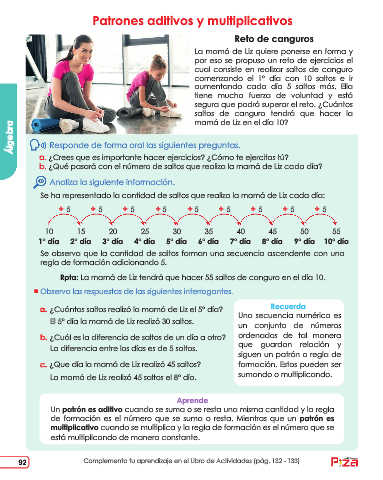 Patrones aditivos y multiplicativos
Reto de canguros
La mamá de Liz quiere ponerse en forma y
por eso se propuso un reto de ejercicios el
cual consiste en realizar saltos de canguro
comenzando el 1° día con 10 saltos e ir
aumentando cada día 5 saltos más. Ella
tiene mucha fuerza de voluntad y está
segura que podrá superar el reto. ¿Cuántos
saltos de canguro tendrá que hacer la
mamá de Liz en el día 10?
Álgebra
Responde de forma oral las siguientes preguntas.
a. ¿Crees que es importante hacer ejercicios? ¿Cómo te ejercitas tú?
b. ¿Qué pasará con el número de saltos que realiza la mamá de Liz cada día?
Analiza la siguiente información.
Se ha representado la cantidad de saltos que realiza la mamá de Liz cada día:
+ 5 + 5 + 5 + 5 + 5 + 5 + 5 + 5 + 5
10 15 20 25 30 35 40 45 50 55
1° día 2° día 3° día 4° día 5° día 6° día 7° día 8° día 9° día 10° día
Se observa que la cantidad de saltos forman una secuencia ascendente con una
regla de formación adicionando 5.
Rpta: La mamá de Liz tendrá que hacer 55 saltos de canguro en el día 10.
Observa las respuestas de las siguientes interrogantes.
a. ¿Cuántos saltos realizó la mamá de Liz el 5° día?
El 5° día la mamá de Liz realizó 30 saltos.
b. ¿Cuál es la diferencia de saltos de un día a otro?
La diferencia entre los días es de 5 saltos.
c. ¿Que día la mamá de Liz realizó 45 saltos?
La mamá de Liz realizó 45 saltos el 8° día.
Recuerda
Una secuencia numérica es
un conjunto de números
ordenados de tal manera
que guardan relación y
siguen un patrón o regla de
formación. Estos pueden ser
sumando o multiplicando.
Aprende
Un patrón es aditivo cuando se suma o se resta una misma cantidad y la regla
de formación es el número que se suma o resta. Mientras que un patrón es
multiplicativo cuando se multiplica y la regla de formación es el número que se
está multiplicando de manera constante.
92
Complementa tu aprendizaje en el Libro de Actividades (pág. 132 - 133)